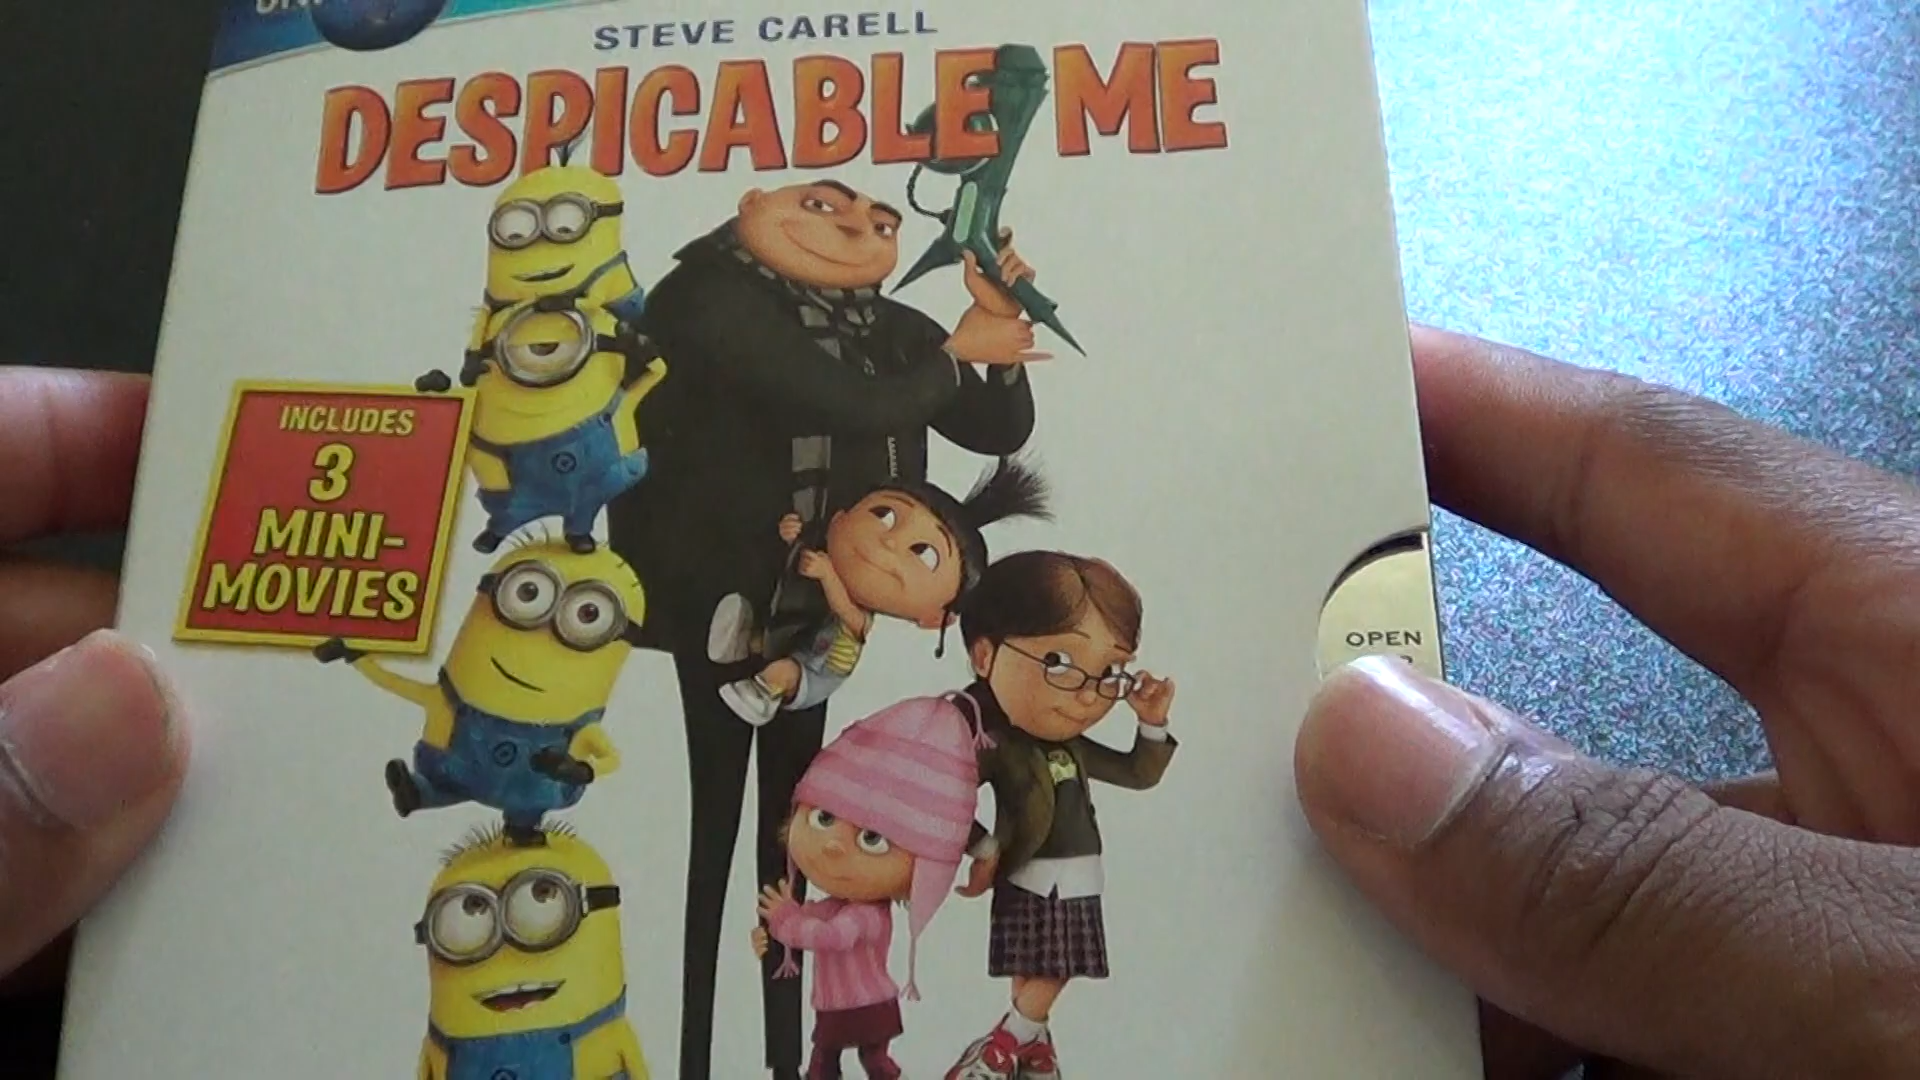 STEVE CARELL
DESPICABLE ME
INCLUDES
3
MINI-
MOVIES
OPEN